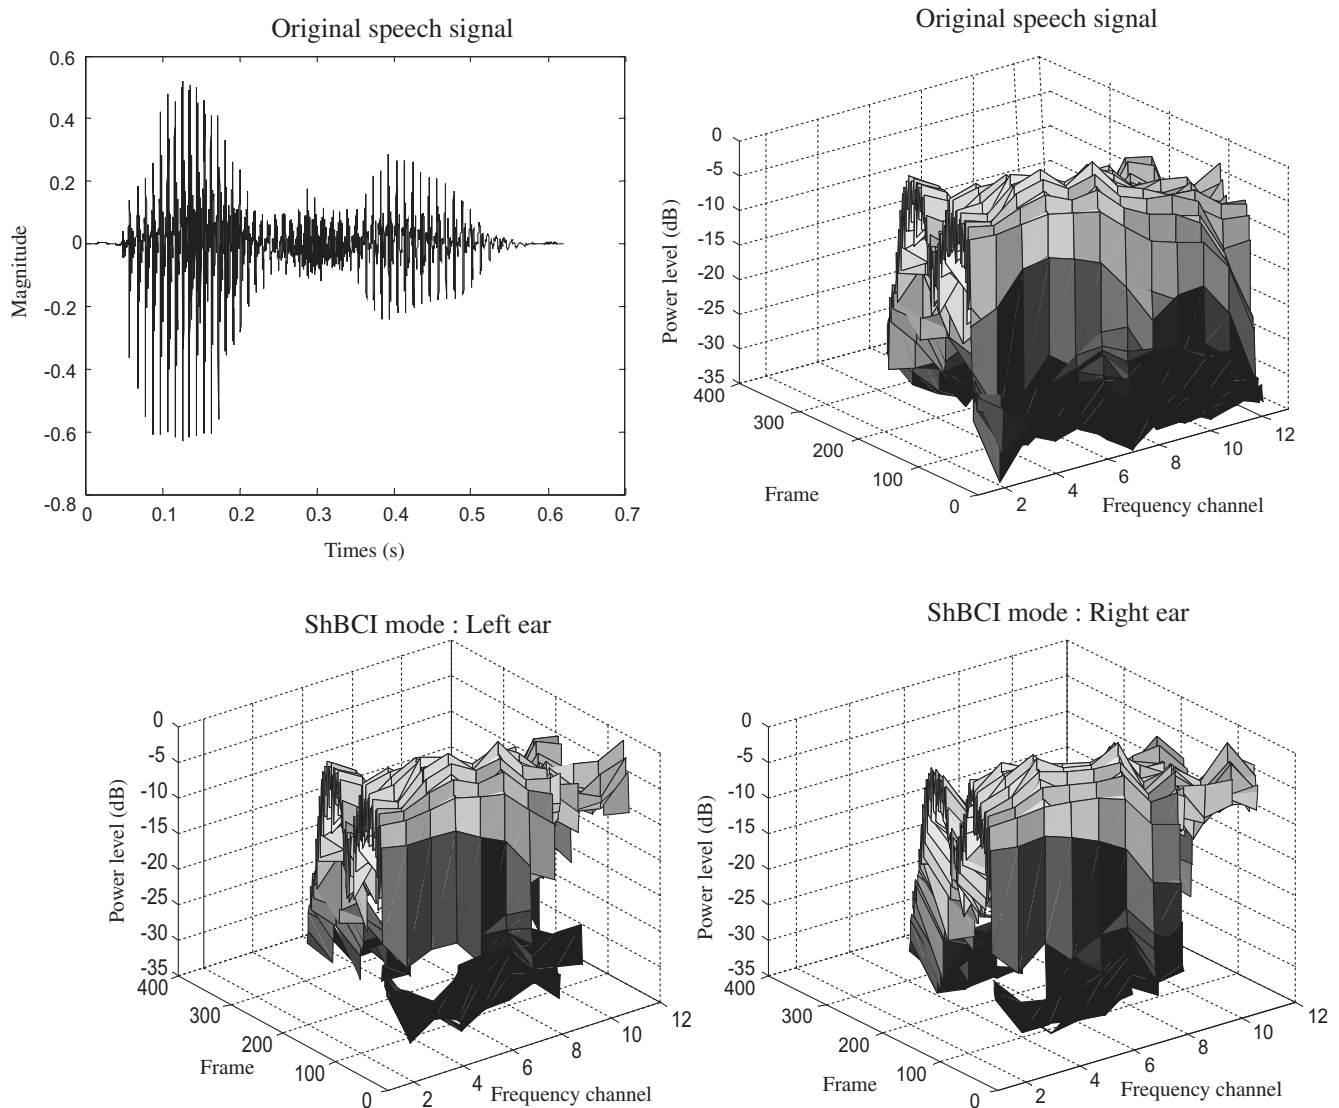 Original speech signal
0.6
0.4
0.2
0
-0.2
-0.4
-0.6
-0.8
Magnitude
0 0.1 0.2 0.3 0.4 0.5 0.6 0.7
Times (s)
Original speech signal
0
-5
-10
-15
-20
-25
-30
-35
Power level (dB)
400
300
200
100
0
Frame
2 4 6 8 10 12
Frequency channel
ShBCI mode : Left ear
0
-5
-10
-15
-20
-25
-30
-35
Power level (dB)
400
300
200
100
0
Frame
2 4 6 8 10 12
Frequency channel
ShBCI mode : Right ear
0
-5
-10
-15
-20
-25
-30
-35
Power level (dB)
400
300
200
100
0
Frame
2 4 6 8 10 12
Frequency channel